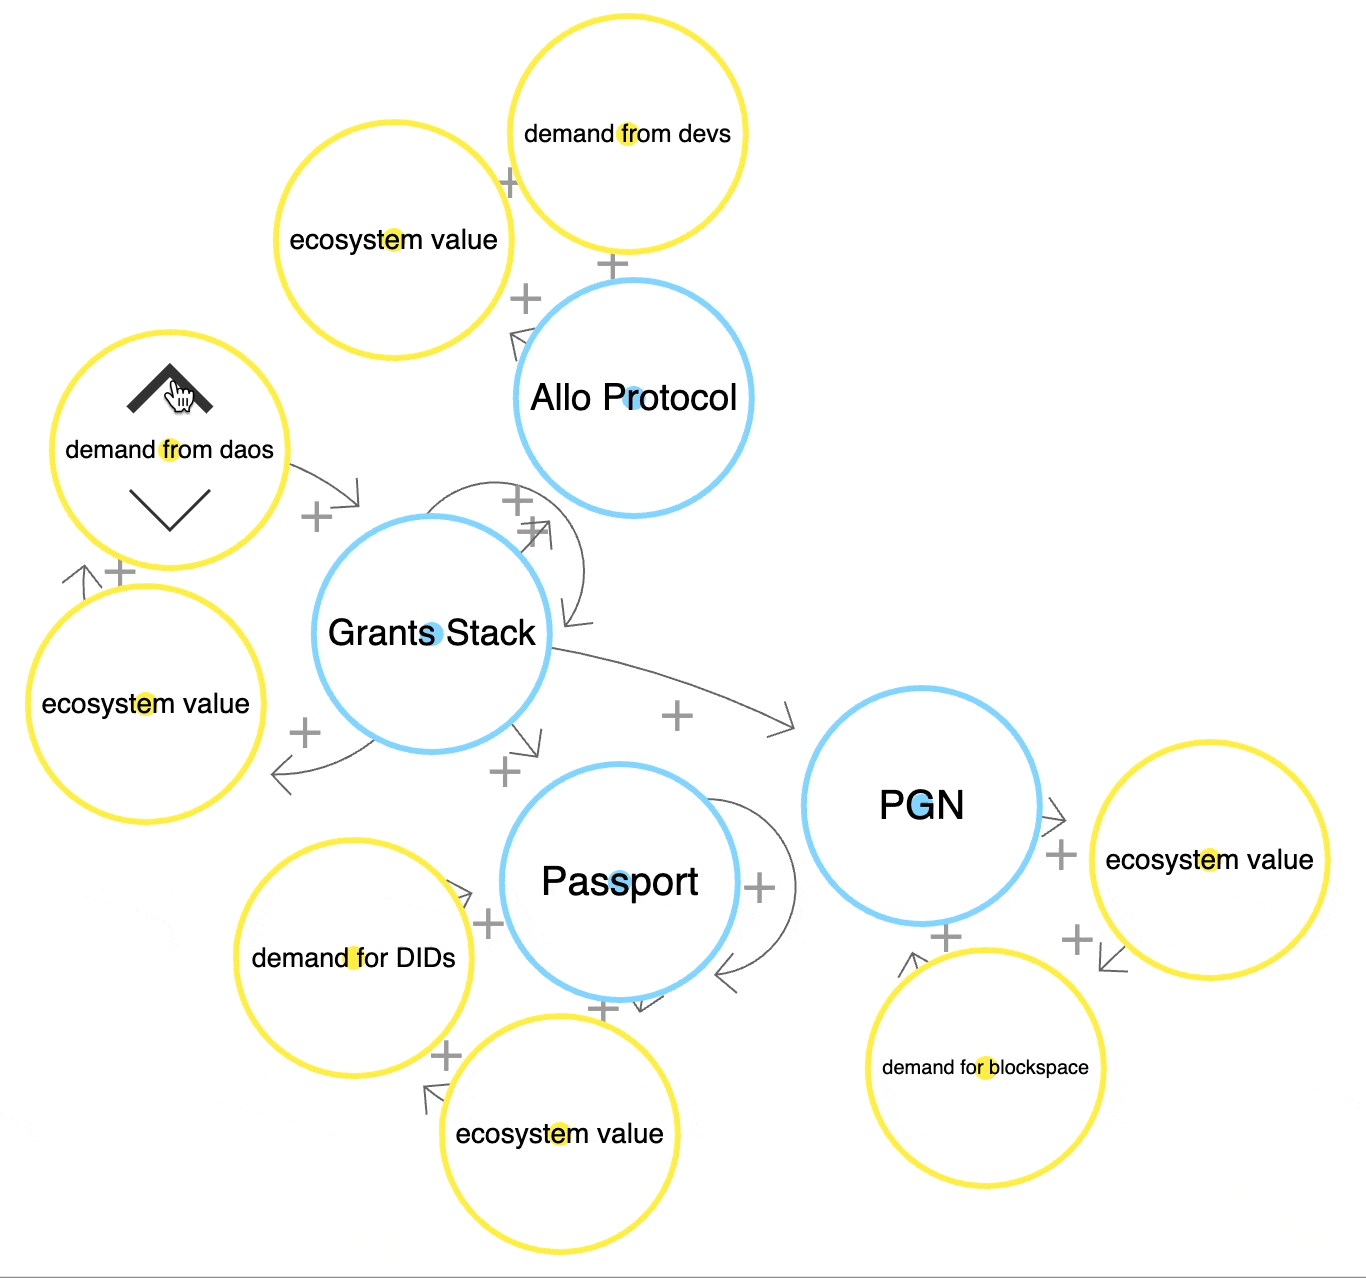 demand from devs
ecosystem value
Allo Protocol
demand from daos
Grants Stack
ecosystem value
PGN
ecosystem value
Passport
demand for DIDs
demand for blockspace
ecosystem value